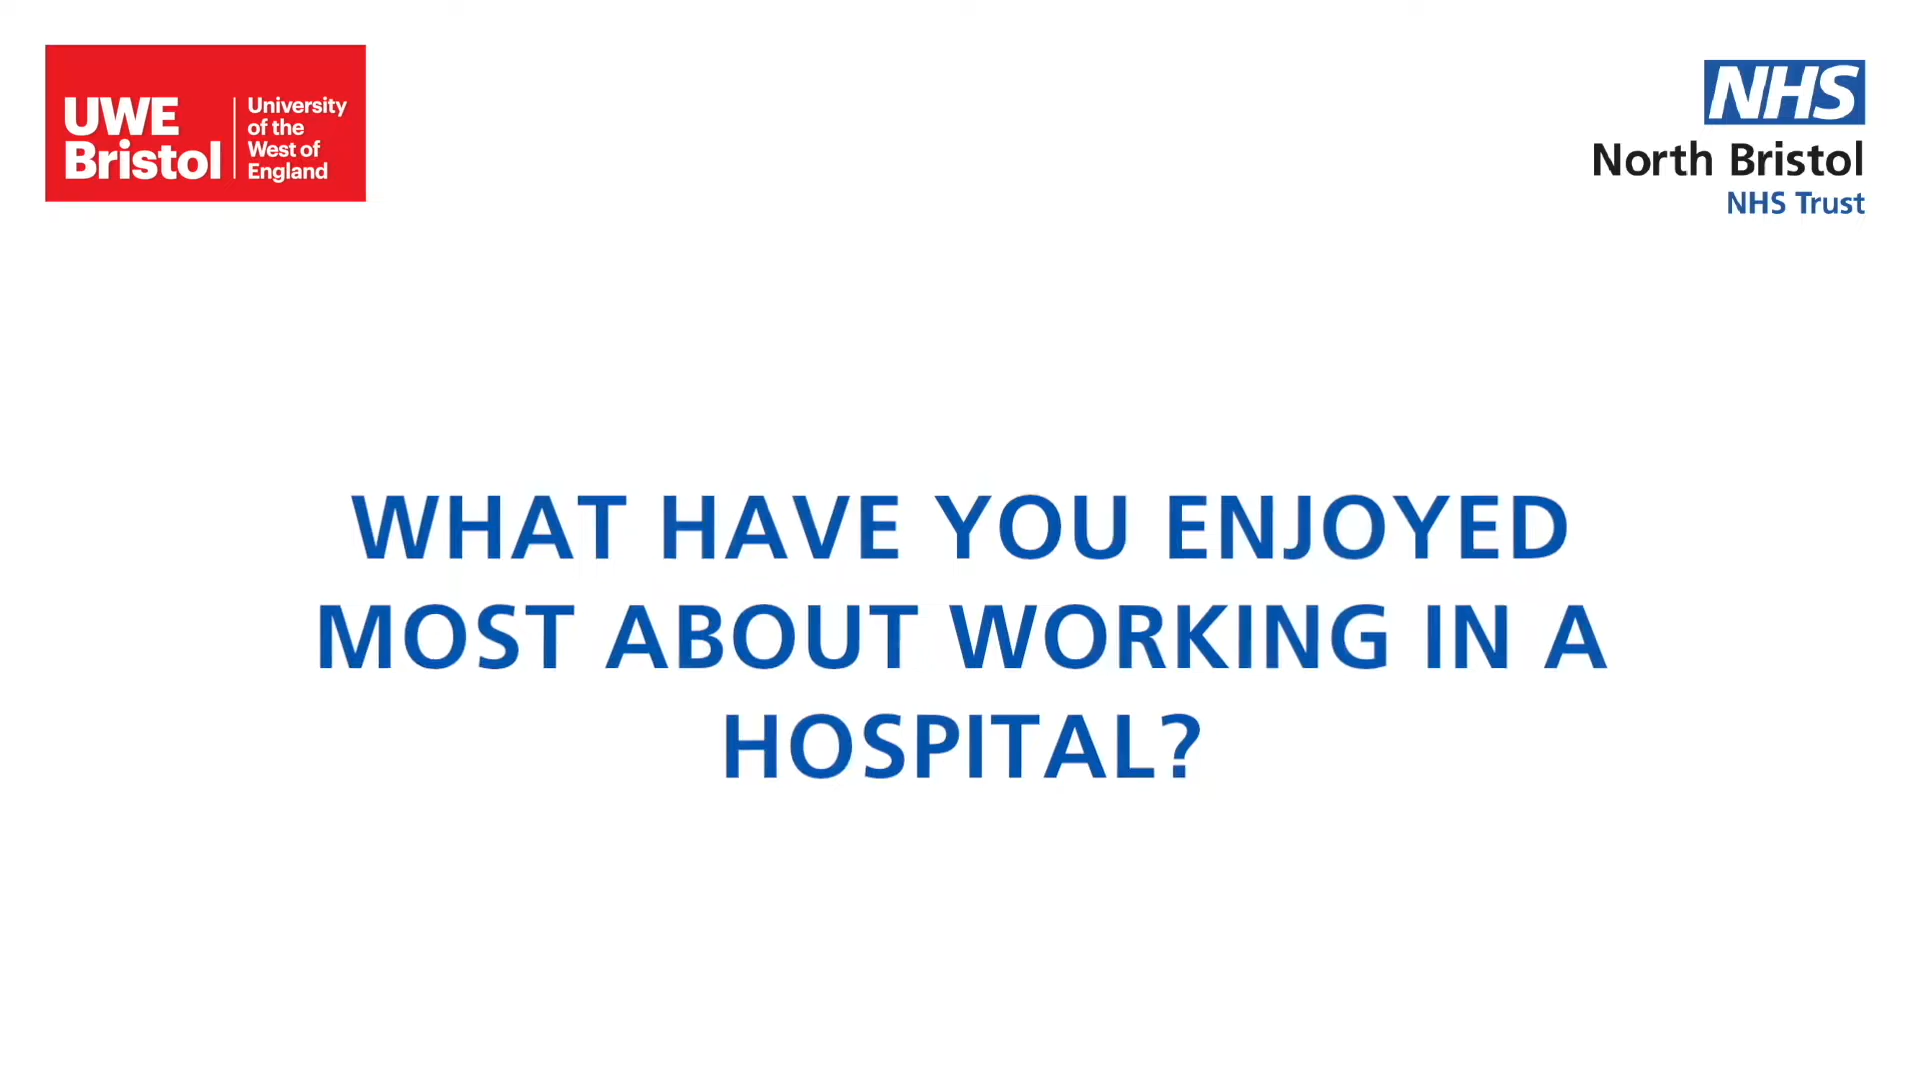 UWE
Bristol
University
of the
West of
England
NHS
North Bristol
NHS Trust
WHAT HAVE YOU ENJOYED
MOST ABOUT WORKING IN A
HOSPITAL?